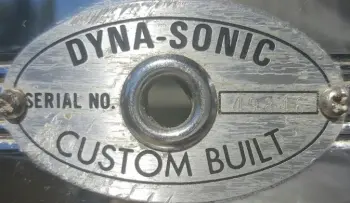 DYNA-SONIC
SERIAL NO.
CUSTOM BUILT